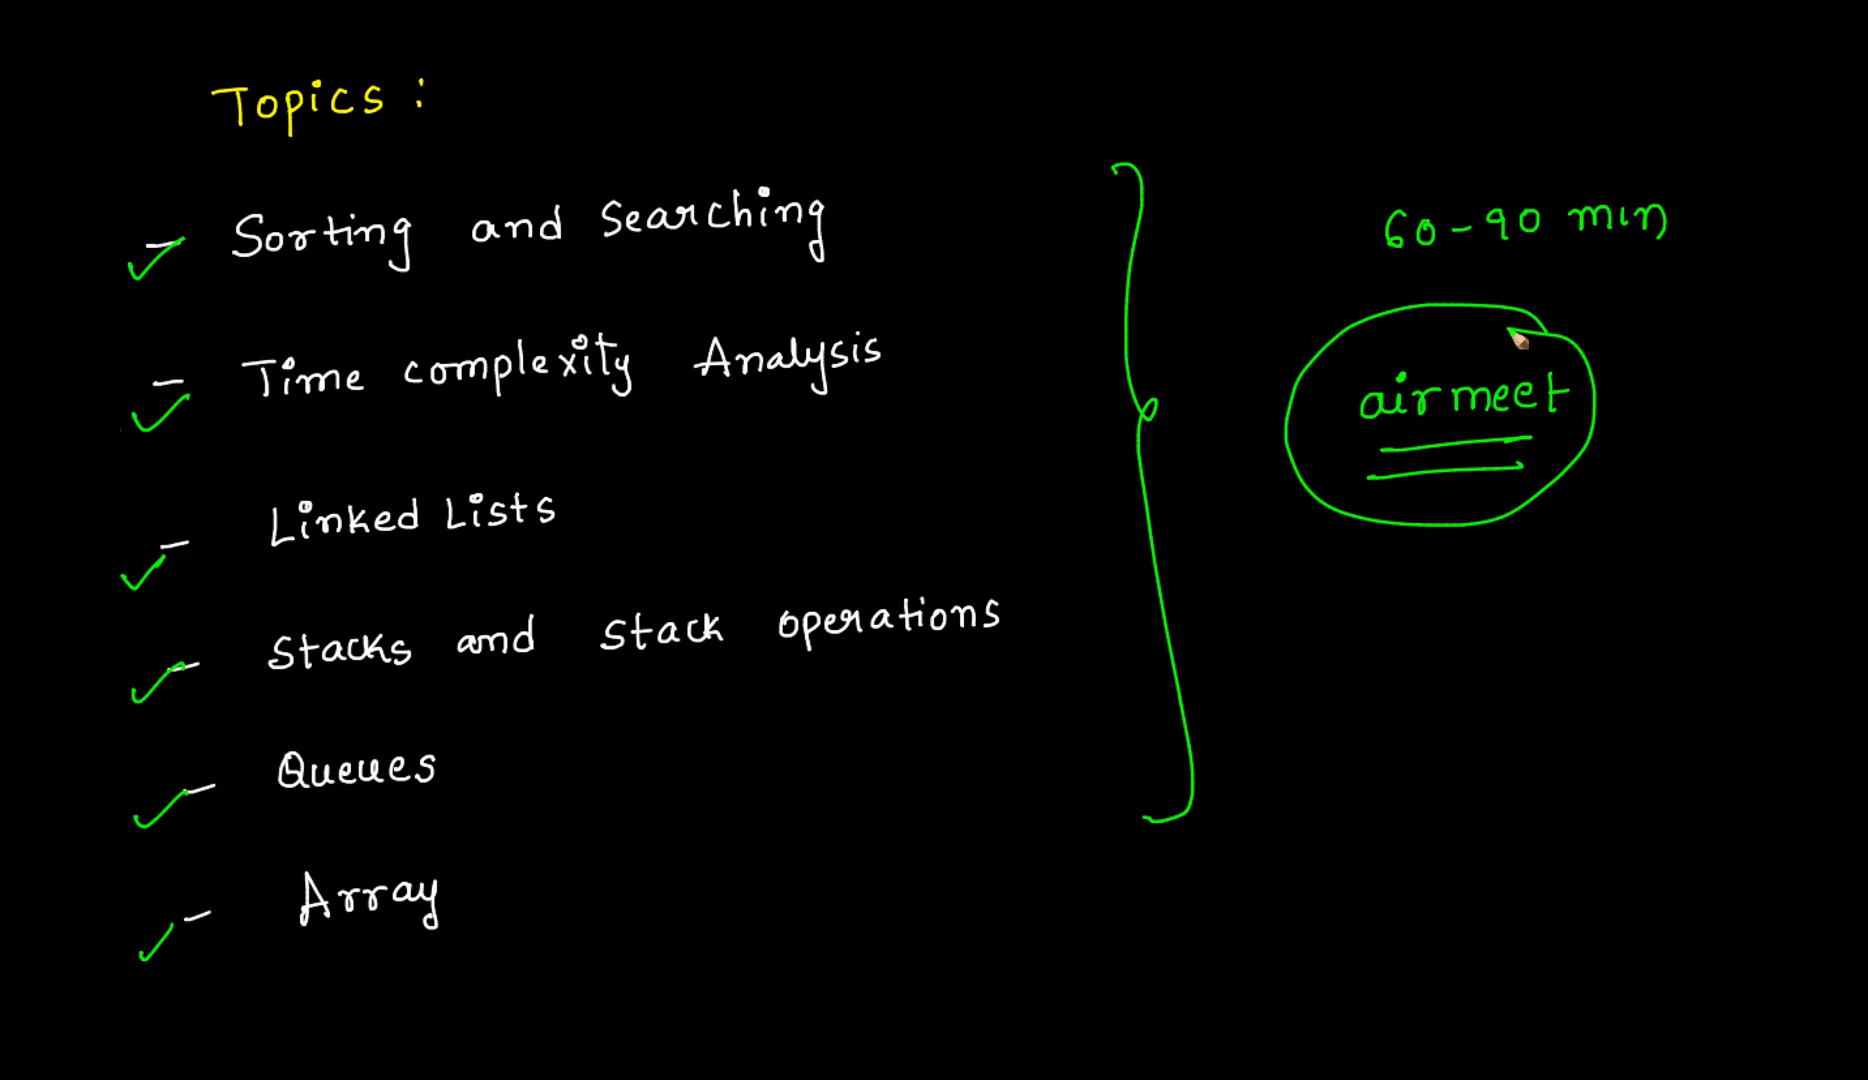 Topics :
- Sorting and searching
- Time complexity Analysis
- Linked Lists
- Stacks and stack operations
- Queues
- Array
60-90 min
airmeet